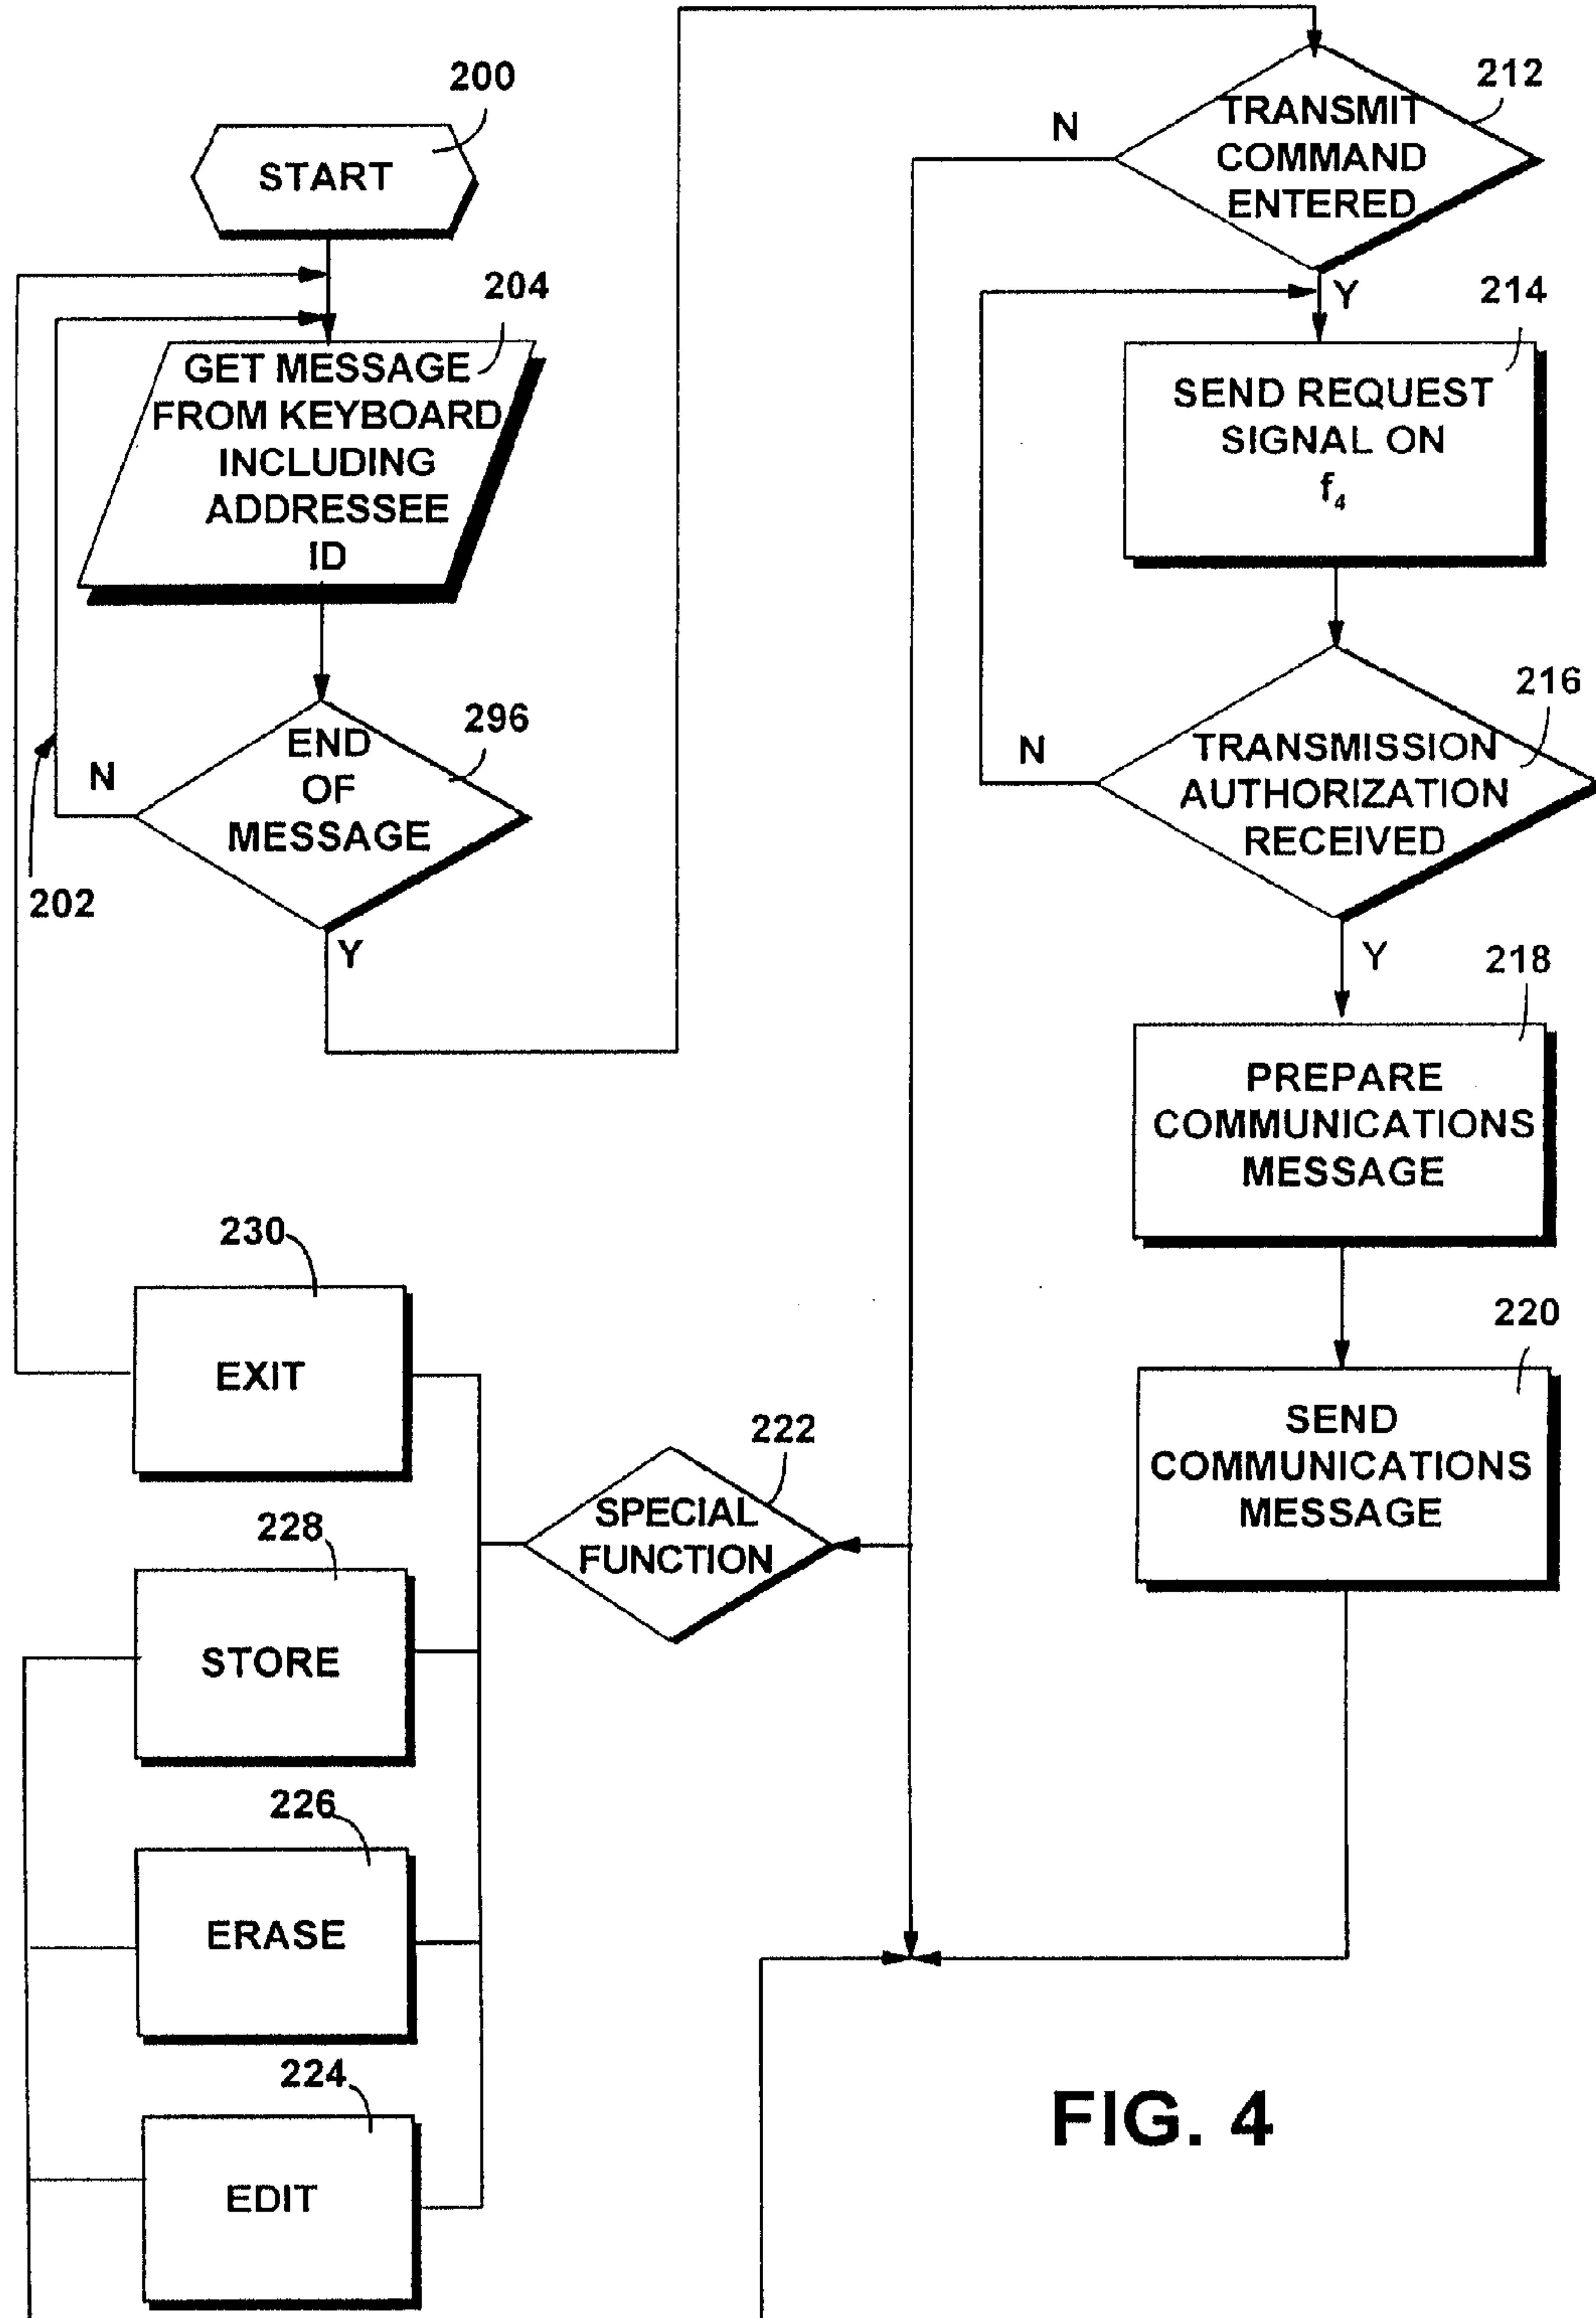 200
START
204
GET MESSAGE
FROM KEYBOARD
INCLUDING
ADDRESSEE
ID
296
END
OF
MESSAGE
N
202
Y
212
TRANSMIT
COMMAND
ENTERED
N
Y
214
SEND REQUEST
SIGNAL ON
f₄
216
TRANSMISSION
AUTHORIZATION
RECEIVED
N
Y
218
PREPARE
COMMUNICATIONS
MESSAGE
220
SEND
COMMUNICATIONS
MESSAGE
222
SPECIAL
FUNCTION
230
EXIT
228
STORE
226
ERASE
224
EDIT
FIG. 4